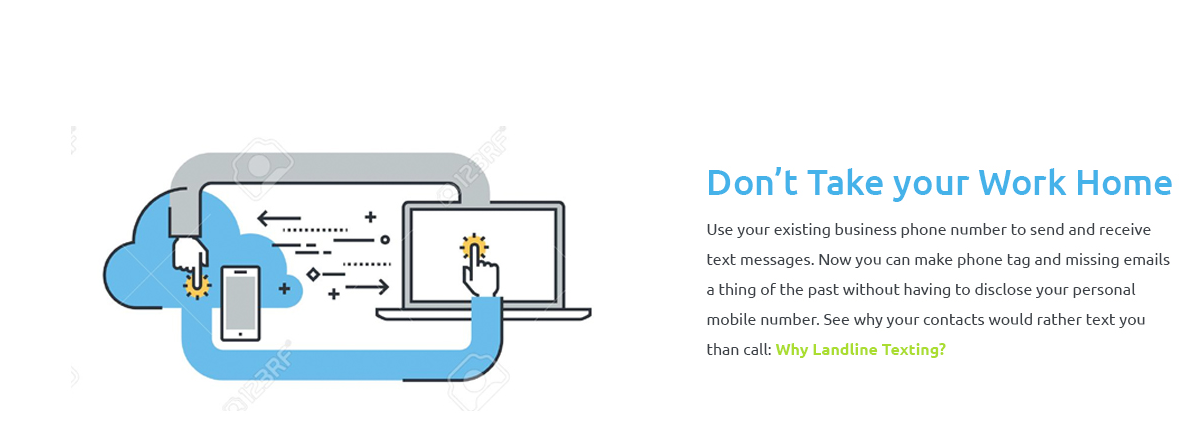 Don't Take your Work Home
Use your existing business phone number to send and receive
text messages. Now you can make phone tag and missing emails
a thing of the past without having to disclose your personal
mobile number. See why your contacts would rather text you
than call: Why Landline Texting?
123RF
123RF